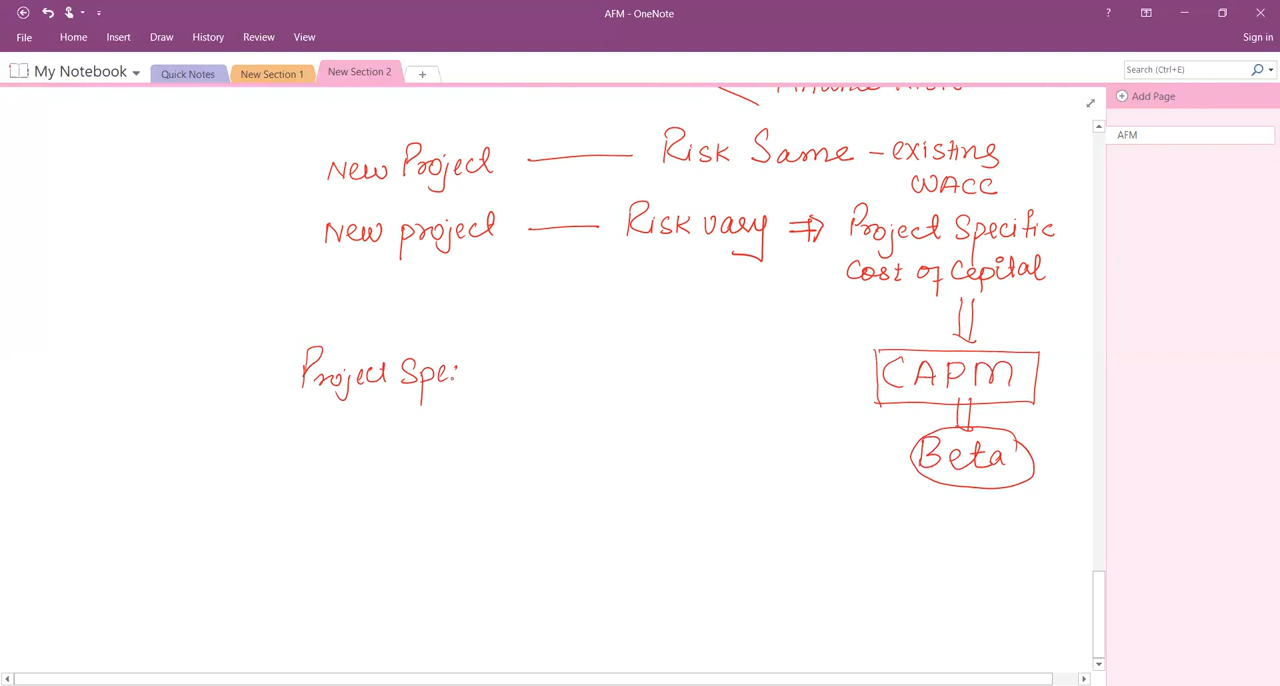 AFM - OneNote
?
File Home Insert Draw History Review View Sign in
My Notebook Quick Notes New Section 1 New Section 2 +
Search (Ctrl+E)
Add Page
AFM
New Project — Risk Same - existing
WACC
New project — Risk vary ⇒ Project Specific
Cost of Cepital
Project Spe:
CAPM
Beta